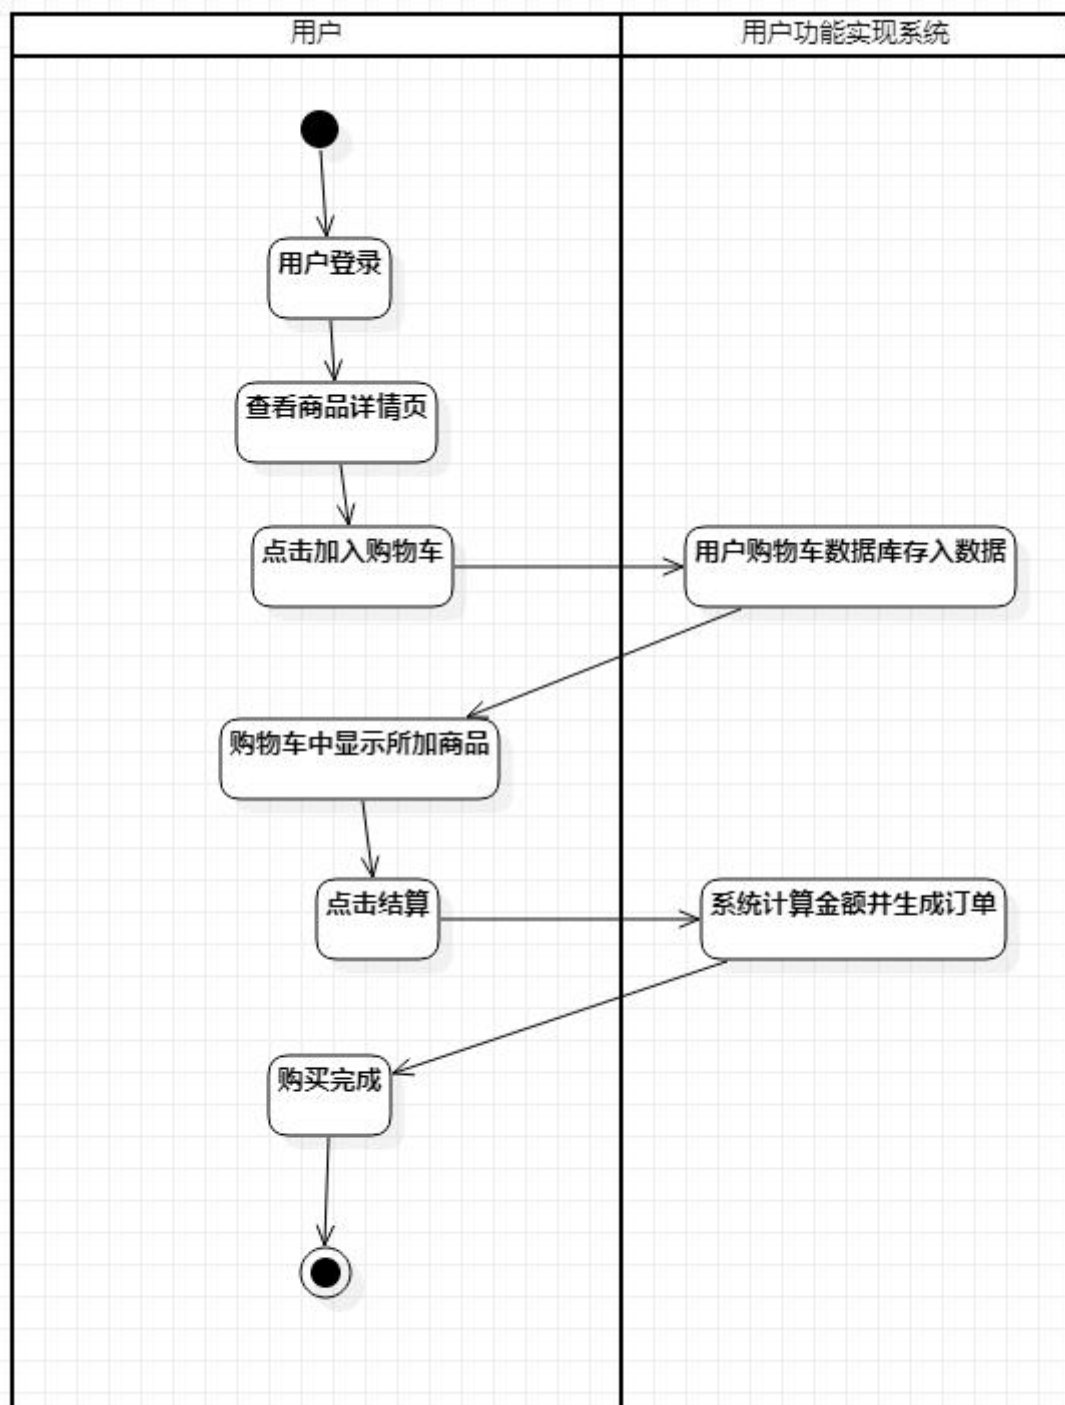 用户
用户功能实现系统
用户登录
查看商品详情页
点击加入购物车
用户购物车数据库存入数据
购物车中显示所加商品
点击结算
系统计算金额并生成订单
购买完成